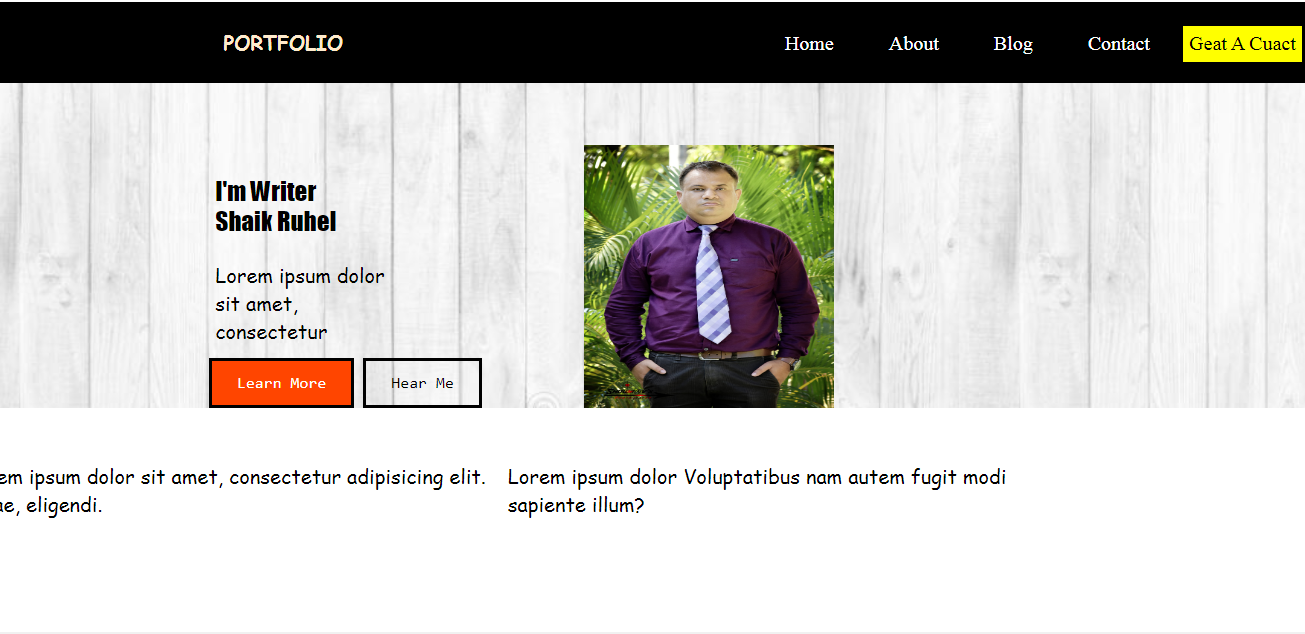 PORTFOLIO
Home About Blog Contact Geat A Cuact
I'm Writer
Shaik Ruhel
Lorem ipsum dolor
sit amet,
consectetur
Learn More Hear Me
em ipsum dolor sit amet, consectetur adipisicing elit.
ae, eligendi.
Lorem ipsum dolor Voluptatibus nam autem fugit modi
sapiente illum?